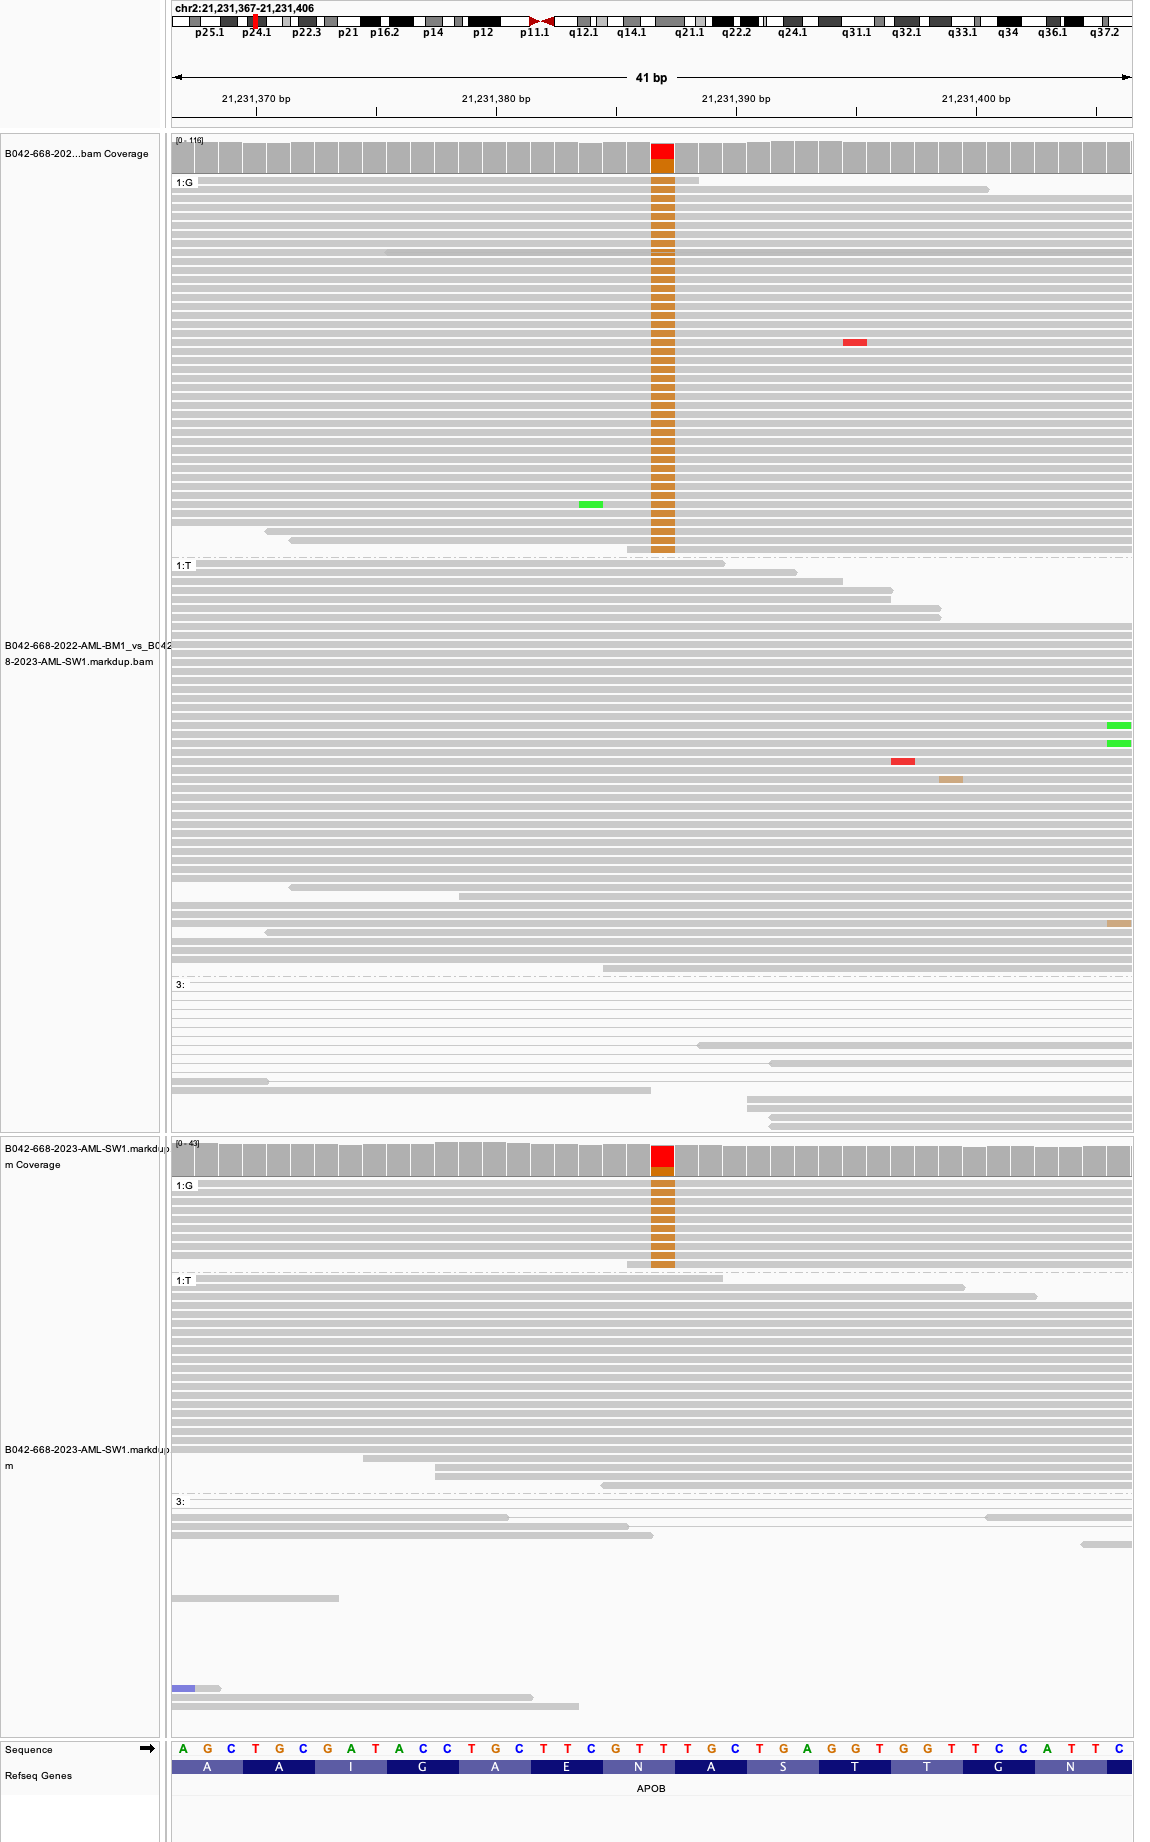 chr2:21,231,367-21,231,406
p25.1 p24.1 p22.3 p21 p16.2 p14 p12 p11.1 q12.1 q14.1 q21.1 q22.2 q24.1 q31.1 q32.1 q33.1 q34 q36.1 q37.2
41 bp
21,231,370 bp 21,231,380 bp 21,231,390 bp 21,231,400 bp
[0 - 116]
B042-668-202...bam Coverage
1:G
1:T
B042-668-2022-AML-BM1_vs_B042
8-2023-AML-SW1.markdup.bam
3:
[0 - 43]
B042-668-2023-AML-SW1.markdup
m Coverage
1:G
1:T
B042-668-2023-AML-SW1.markdup
m
3:
Sequence A G C T G C G A T A C C T G C T T C G T T T G C T G A G G T G G T T C C A T T C
Refseq Genes A A I G A E N A S T T G N
APOB